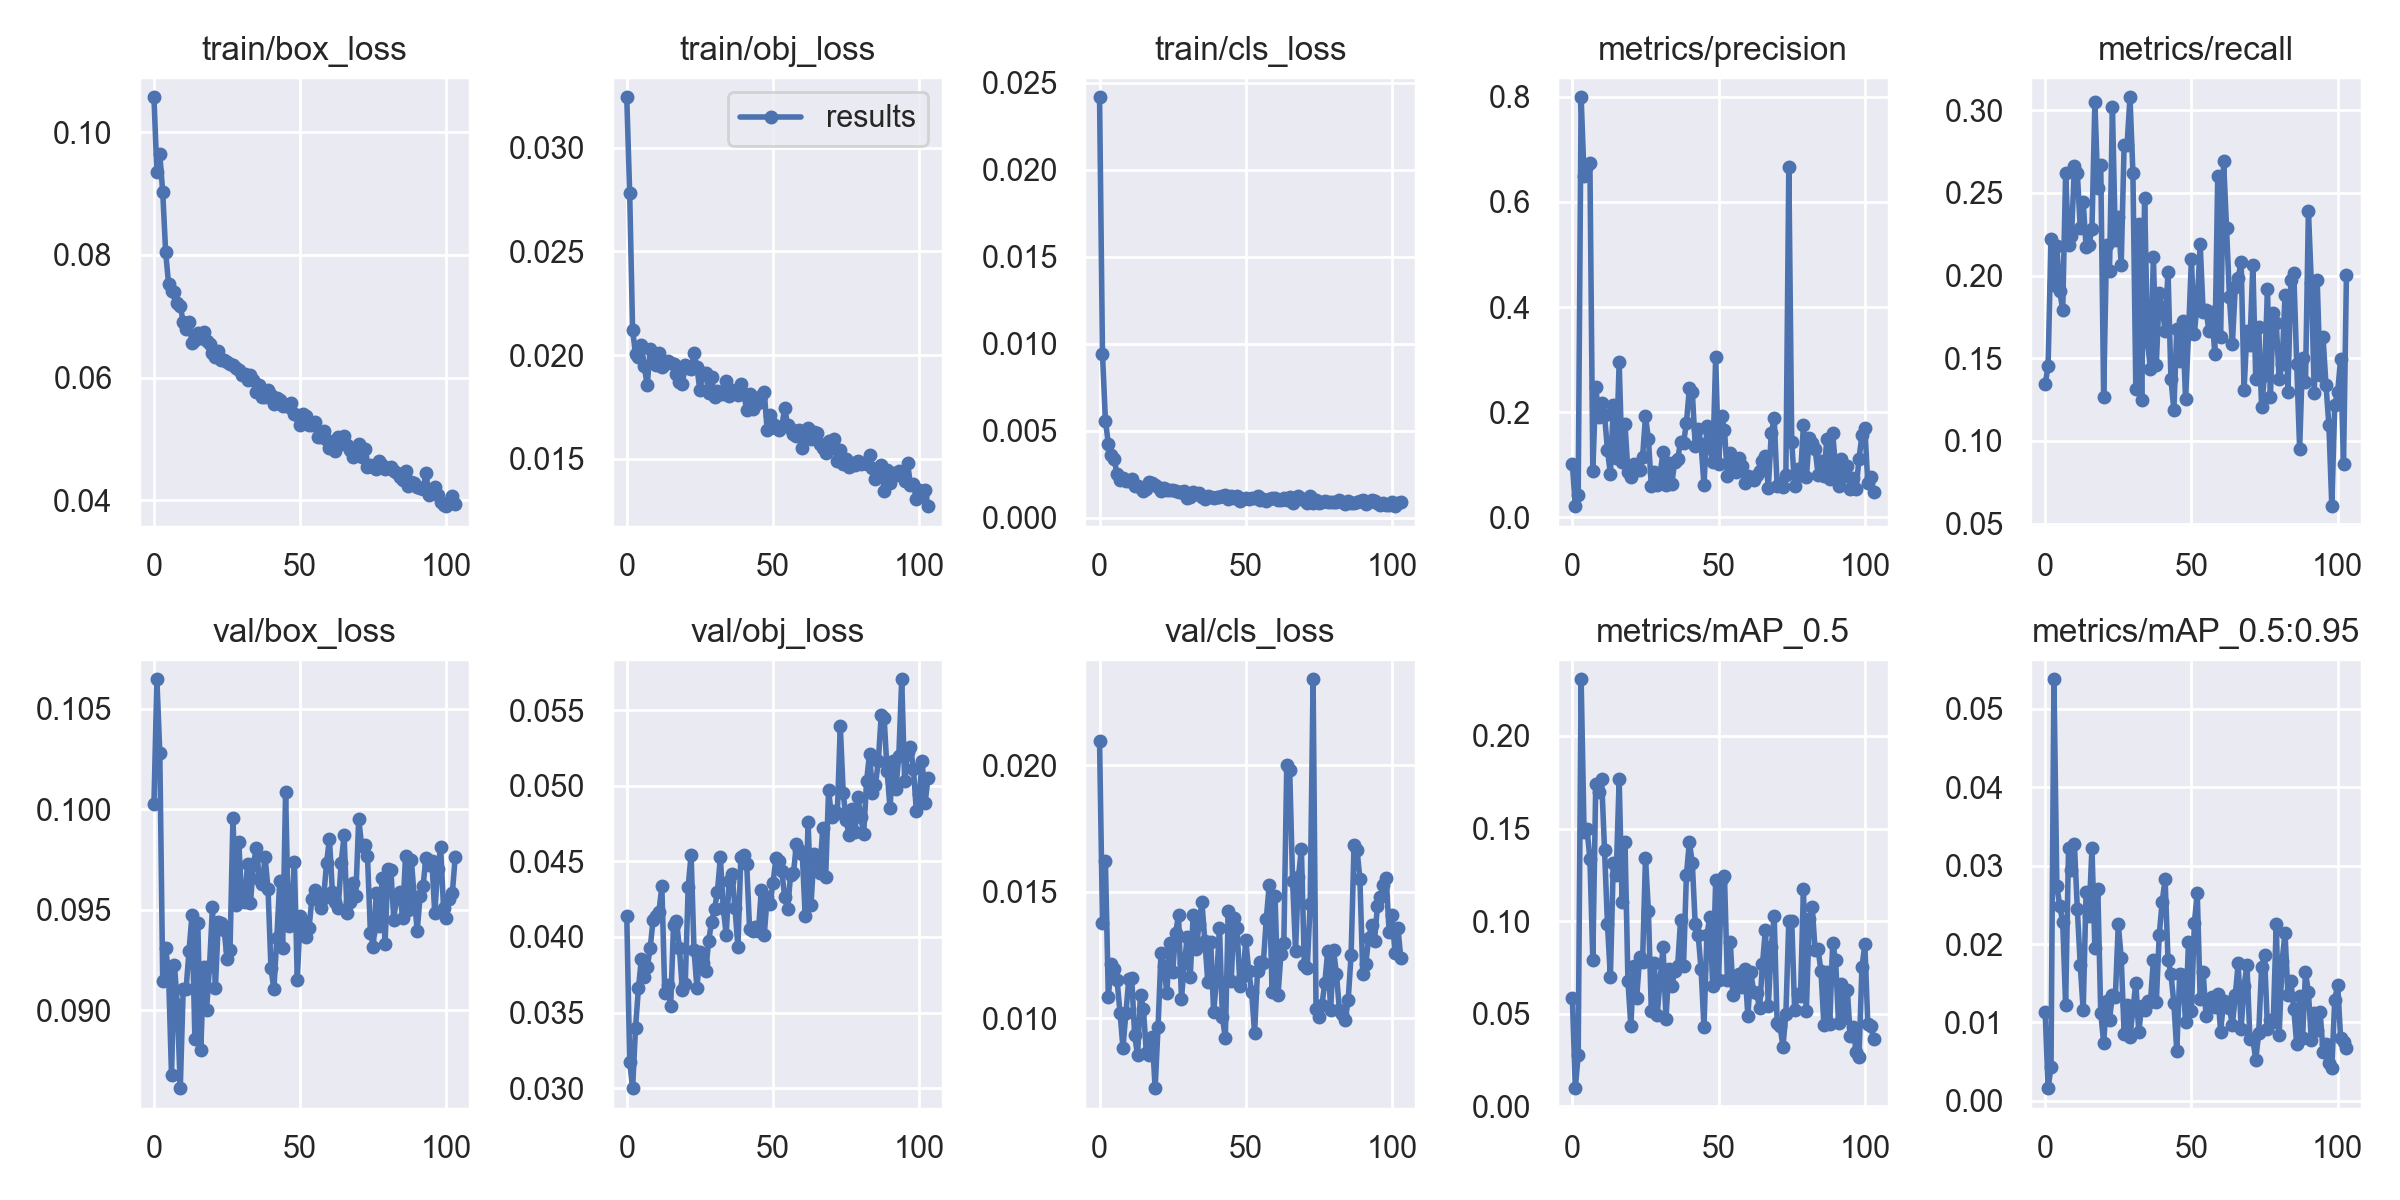 train/box_loss
train/obj_loss
train/cls_loss
metrics/precision
metrics/recall
0.10
0.08
0.06
0.04
0 50 100
results
0.030
0.025
0.020
0.015
0 50 100
0.025
0.020
0.015
0.010
0.005
0.000
0 50 100
0.8
0.6
0.4
0.2
0.0
0 50 100
0.30
0.25
0.20
0.15
0.10
0.05
0 50 100
val/box_loss
val/obj_loss
val/cls_loss
metrics/mAP_0.5
metrics/mAP_0.5:0.95
0.105
0.100
0.095
0.090
0 50 100
0.055
0.050
0.045
0.040
0.035
0.030
0 50 100
0.020
0.015
0.010
0 50 100
0.20
0.15
0.10
0.05
0.00
0 50 100
0.05
0.04
0.03
0.02
0.01
0.00
0 50 100